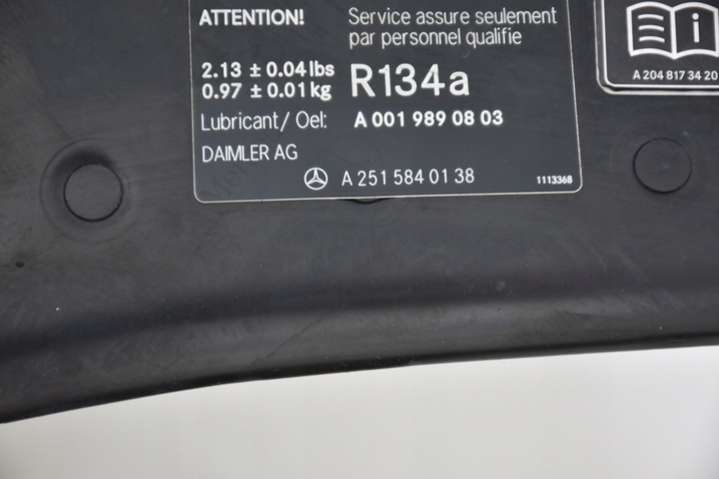 ATTENTION!
Service assure seulement
par personnel qualifie
2.13 ± 0.04 lbs
0.97 ± 0.01 kg
R134a
Lubricant / Oel: A 001 989 08 03
DAIMLER AG
A 251 584 01 38
1113368
i
A 204 817 34 20